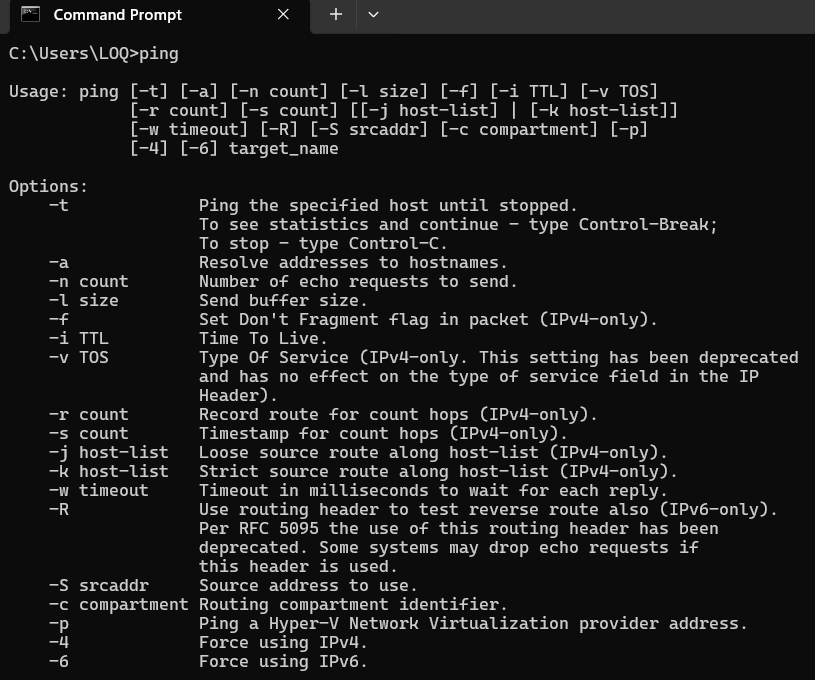 Command Prompt
C:\Users\LOQ>ping
Usage: ping [-t] [-a] [-n count] [-l size] [-f] [-i TTL] [-v TOS]
            [-r count] [-s count] [[-j host-list] | [-k host-list]]
            [-w timeout] [-R] [-S srcaddr] [-c compartment] [-p]
            [-4] [-6] target_name
Options:
    -t             Ping the specified host until stopped.
                   To see statistics and continue - type Control-Break;
                   To stop - type Control-C.
    -a             Resolve addresses to hostnames.
    -n count       Number of echo requests to send.
    -l size        Send buffer size.
    -f             Set Don't Fragment flag in packet (IPv4-only).
    -i TTL         Time To Live.
    -v TOS         Type Of Service (IPv4-only. This setting has been deprecated
                   and has no effect on the type of service field in the IP
                   Header).
    -r count       Record route for count hops (IPv4-only).
    -s count       Timestamp for count hops (IPv4-only).
    -j host-list   Loose source route along host-list (IPv4-only).
    -k host-list   Strict source route along host-list (IPv4-only).
    -w timeout     Timeout in milliseconds to wait for each reply.
    -R             Use routing header to test reverse route also (IPv6-only).
                   Per RFC 5095 the use of this routing header has been
                   deprecated. Some systems may drop echo requests if
                   this header is used.
    -S srcaddr     Source address to use.
    -c compartment Routing compartment identifier.
    -p             Ping a Hyper-V Network Virtualization provider address.
    -4             Force using IPv4.
    -6             Force using IPv6.